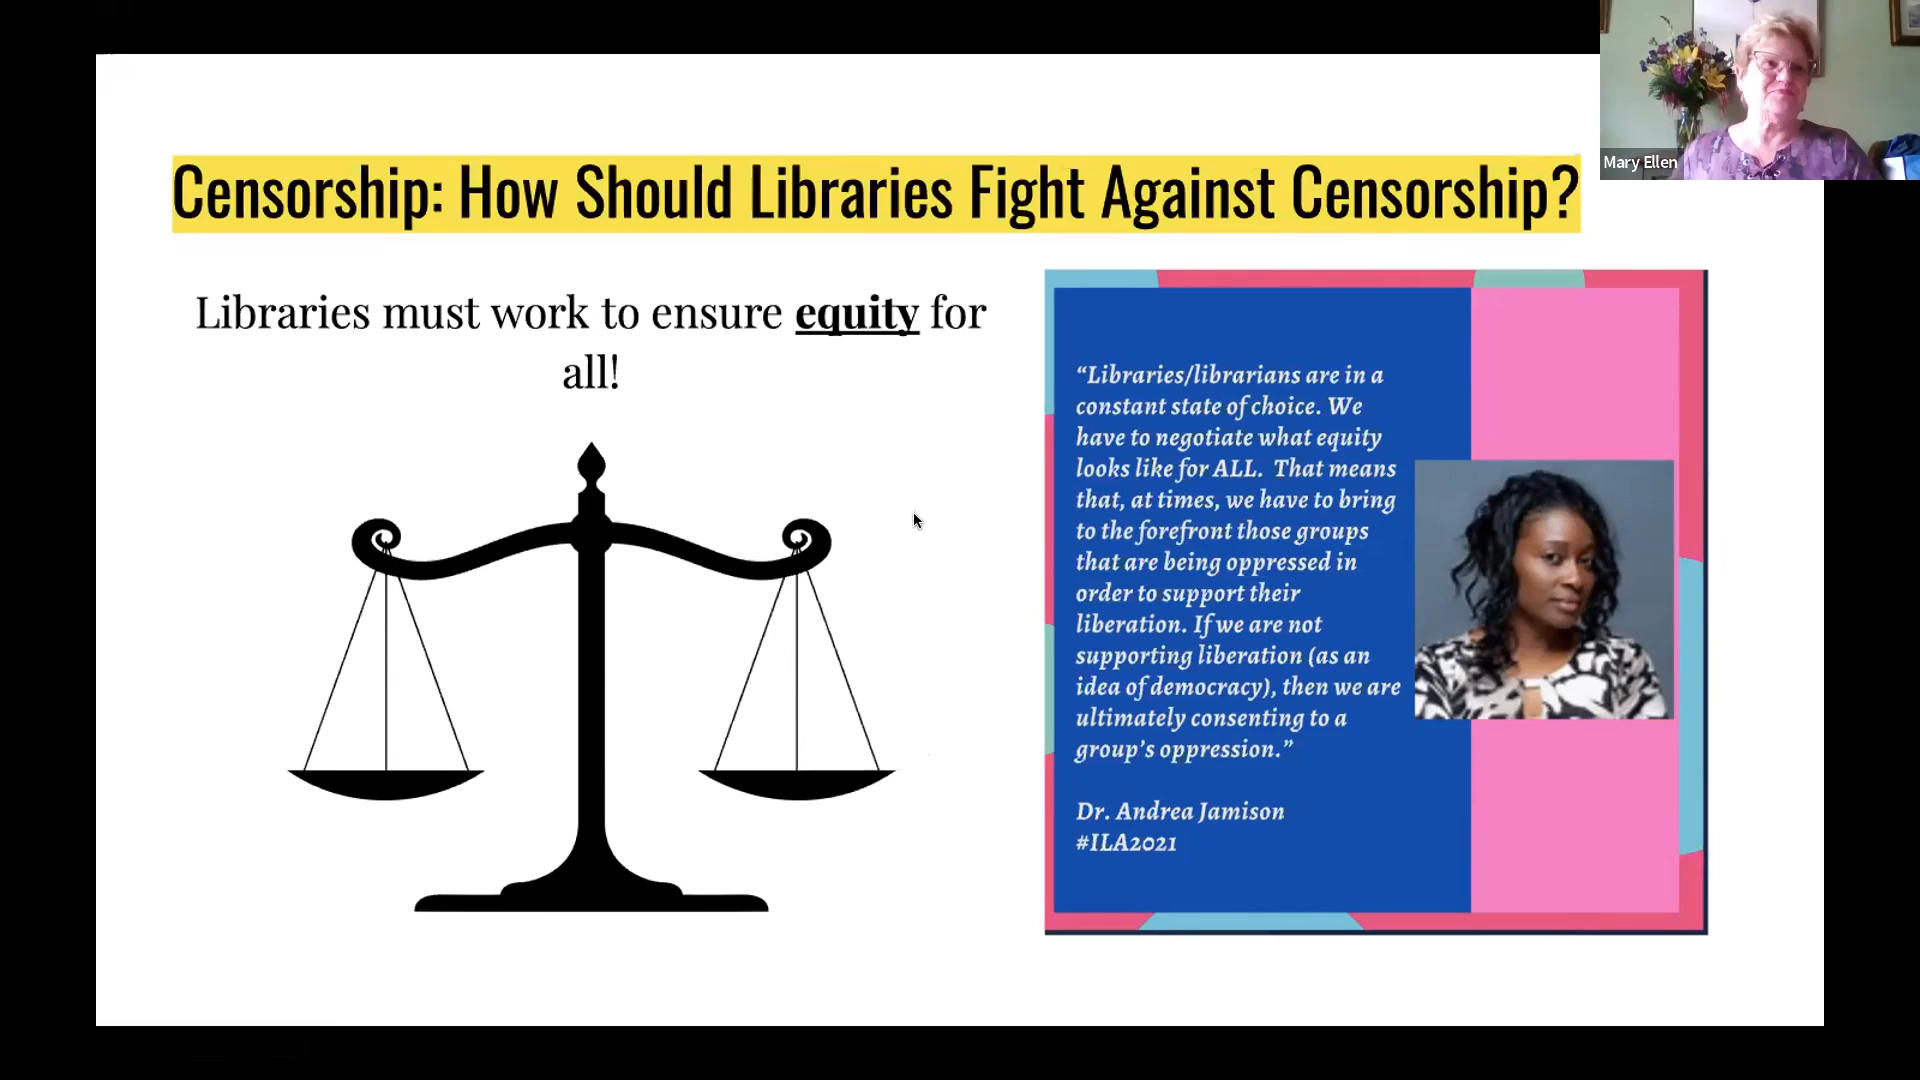 Censorship: How Should Libraries Fight Against Censorship?
Mary Ellen
Libraries must work to ensure equity for
all!
“Libraries/librarians are in a
constant state of choice. We
have to negotiate what equity
looks like for ALL. That means
that, at times, we have to bring
to the forefront those groups
that are being oppressed in
order to support their
liberation. If we are not
supporting liberation (as an
idea of democracy), then we are
ultimately consenting to a
group’s oppression.”
Dr. Andrea Jamison
#ILA2021